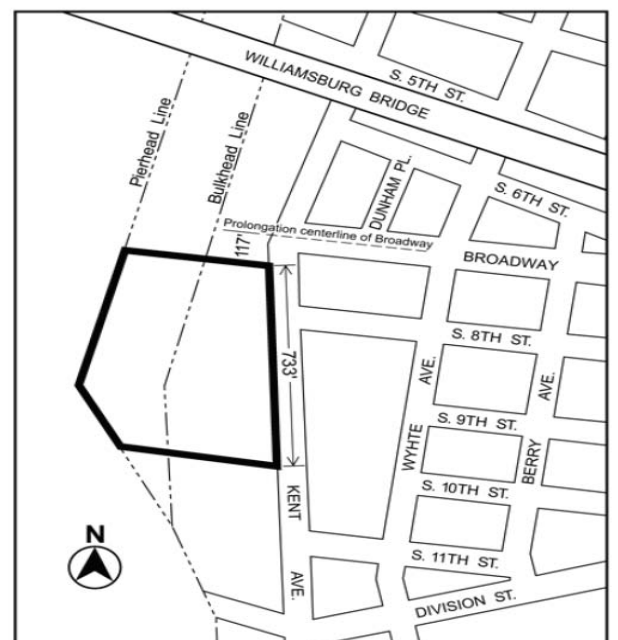 WILLIAMSBURG BRIDGE
S. 5TH ST.
Pierhead Line
Bulkhead Line
DUNHAM PL.
S. 6TH ST.
Prolongation centerline of Broadway
117'
BROADWAY
S. 8TH ST.
733'
AVE.
AVE.
S. 9TH ST.
WYHTE
BERRY
S. 10TH ST.
KENT
N
S. 11TH ST.
AVE.
DIVISION ST.